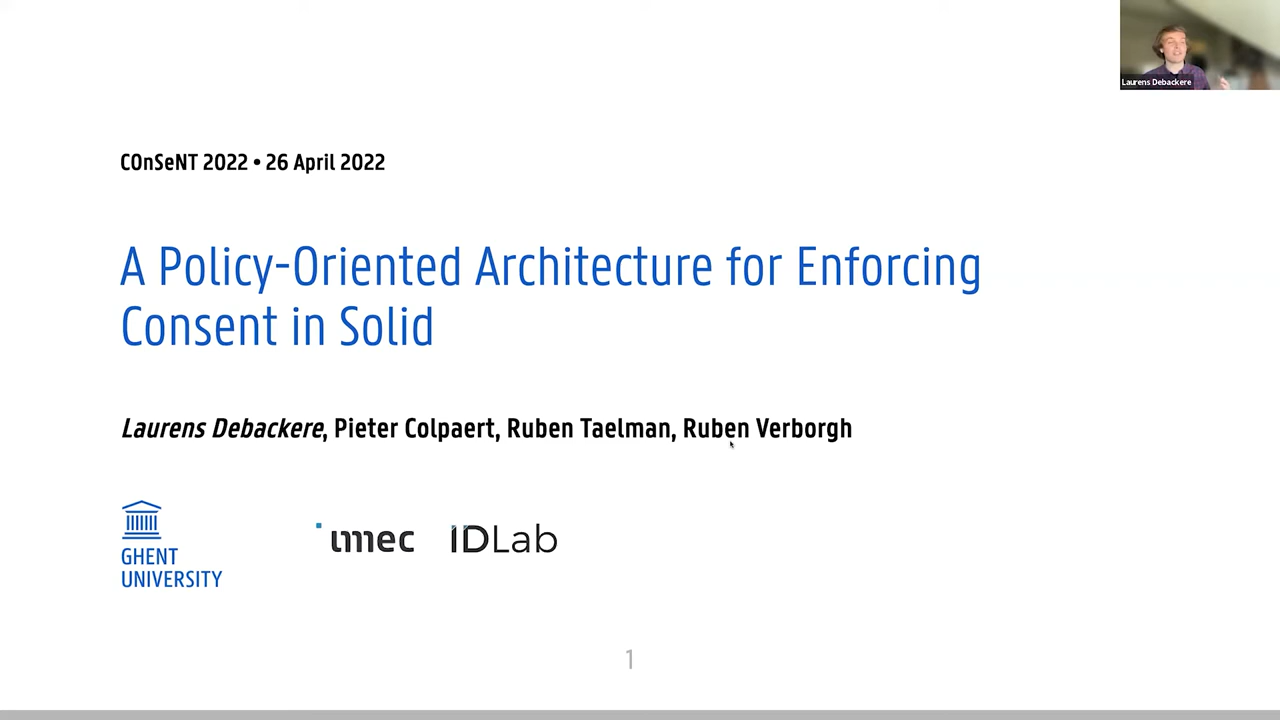 Laurens Debackere
COnSeNT 2022 • 26 April 2022
A Policy-Oriented Architecture for Enforcing
Consent in Solid
Laurens Debackere, Pieter Colpaert, Ruben Taelman, Ruben Verborgh
GHENT
UNIVERSITY
imec
IDLab
1